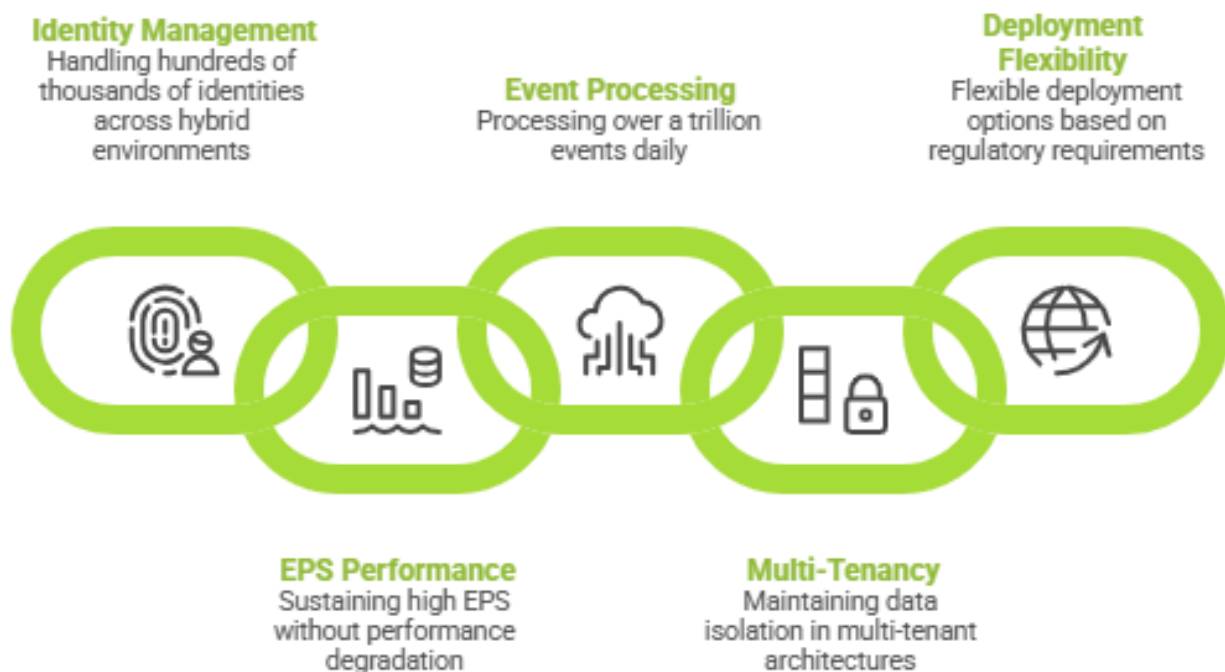 Identity Management
Handling hundreds of
thousands of identities
across hybrid
environments
Event Processing
Processing over a trillion
events daily
Deployment
Flexibility
Flexible deployment
options based on
regulatory requirements
EPS Performance
Sustaining high EPS
without performance
degradation
Multi-Tenancy
Maintaining data
isolation in multi-tenant
architectures